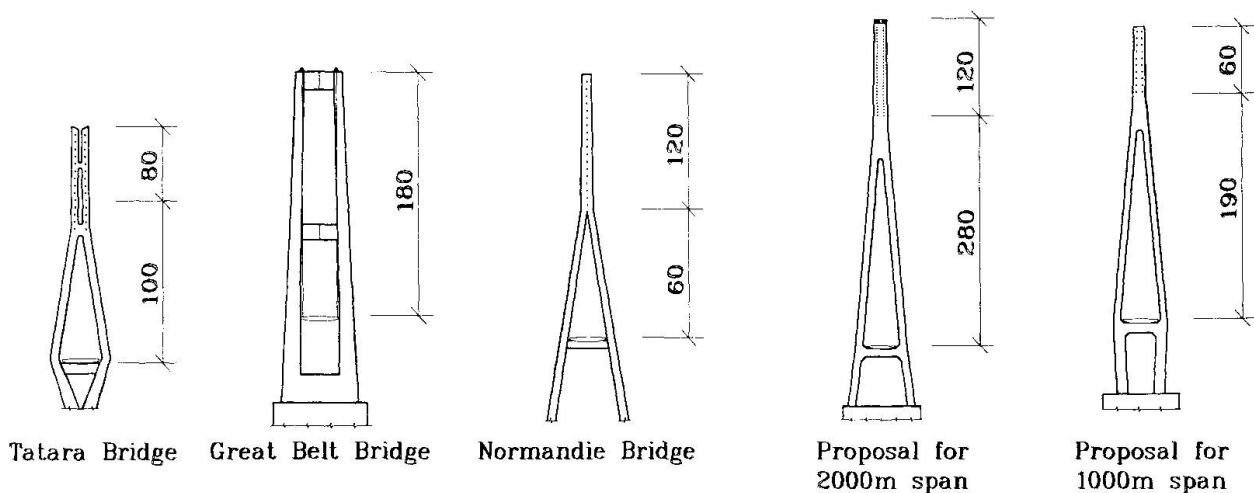 80
100
180
120
60
120
280
60
190
Tatara Bridge
Great Belt Bridge
Normandie Bridge
Proposal for
2000m span
Proposal for
1000m span